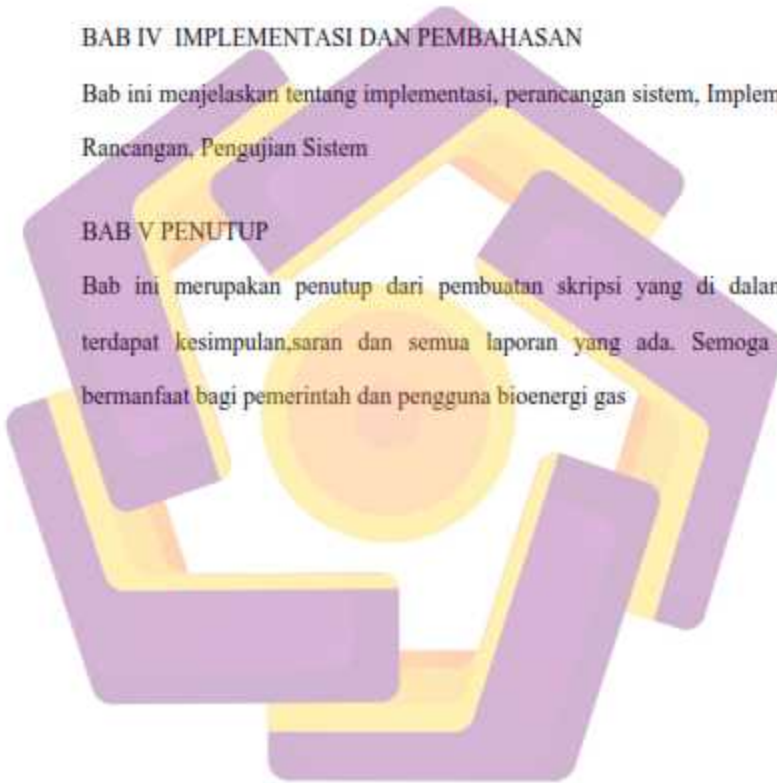 BAB IV IMPLEMENTASI DAN PEMBAHASAN
Bab ini menjelaskan tentang implementasi, perancangan sistem, Implem
Rancangan, Pengujian Sistem
BAB V PENUTUP
Bab ini merupakan penutup dari pembuatan skripsi yang di dalam
terdapat kesimpulan,saran dan semua laporan yang ada. Semoga
bermanfaat bagi pemerintah dan pengguna bioenergi gas